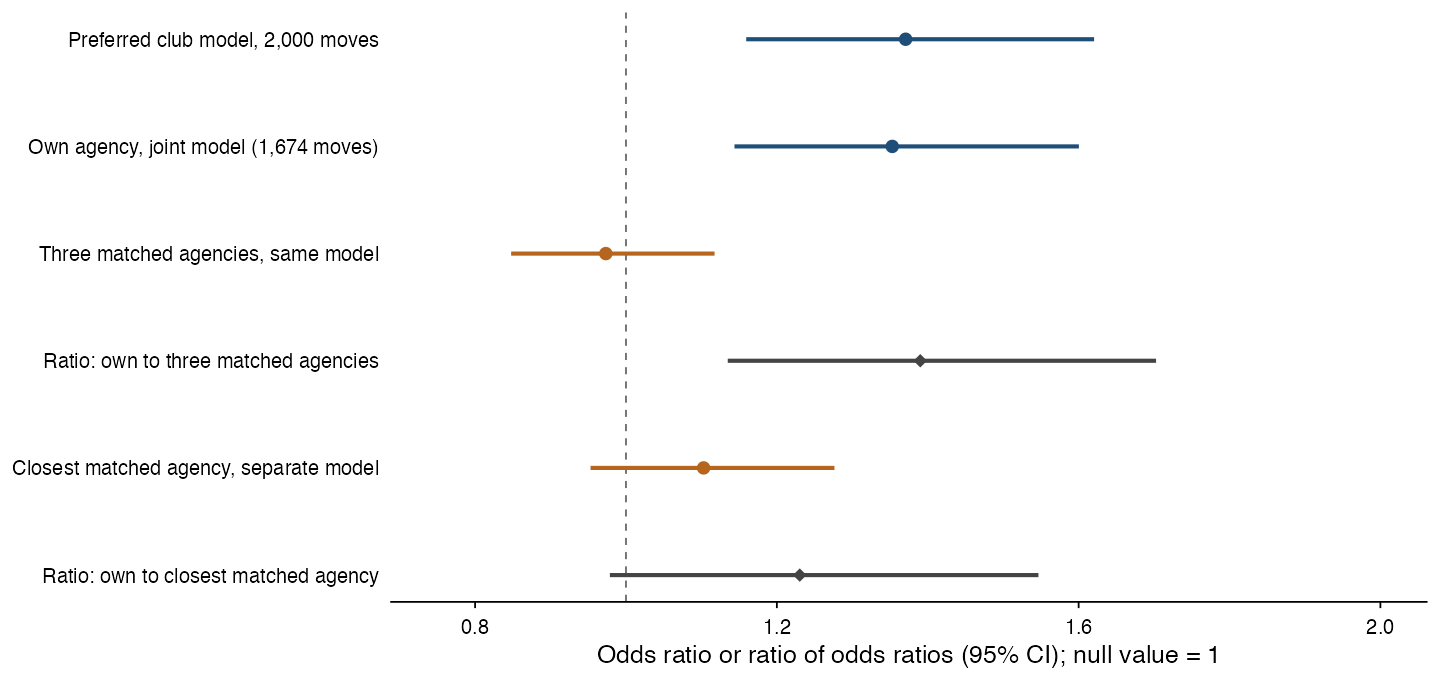 Preferred club model, 2,000 moves
Own agency, joint model (1,674 moves)
Three matched agencies, same model
Ratio: own to three matched agencies
Closest matched agency, separate model
Ratio: own to closest matched agency
0.8 1.2 1.6 2.0
Odds ratio or ratio of odds ratios (95% CI); null value = 1